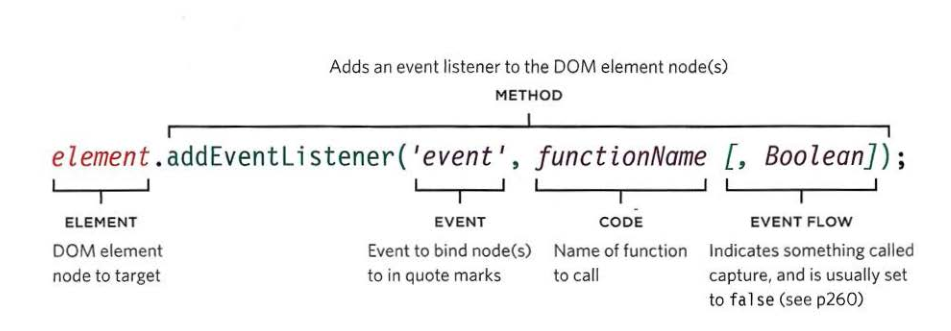 Adds an event listener to the DOM element node(s)
METHOD
element.addEventListener('event', functionName [, Boolean]);
ELEMENT
DOM element
node to target
EVENT
Event to bind node(s)
to in quote marks
CODE
Name of function
to call
EVENT FLOW
Indicates something called
capture, and is usually set
to false (see p260)